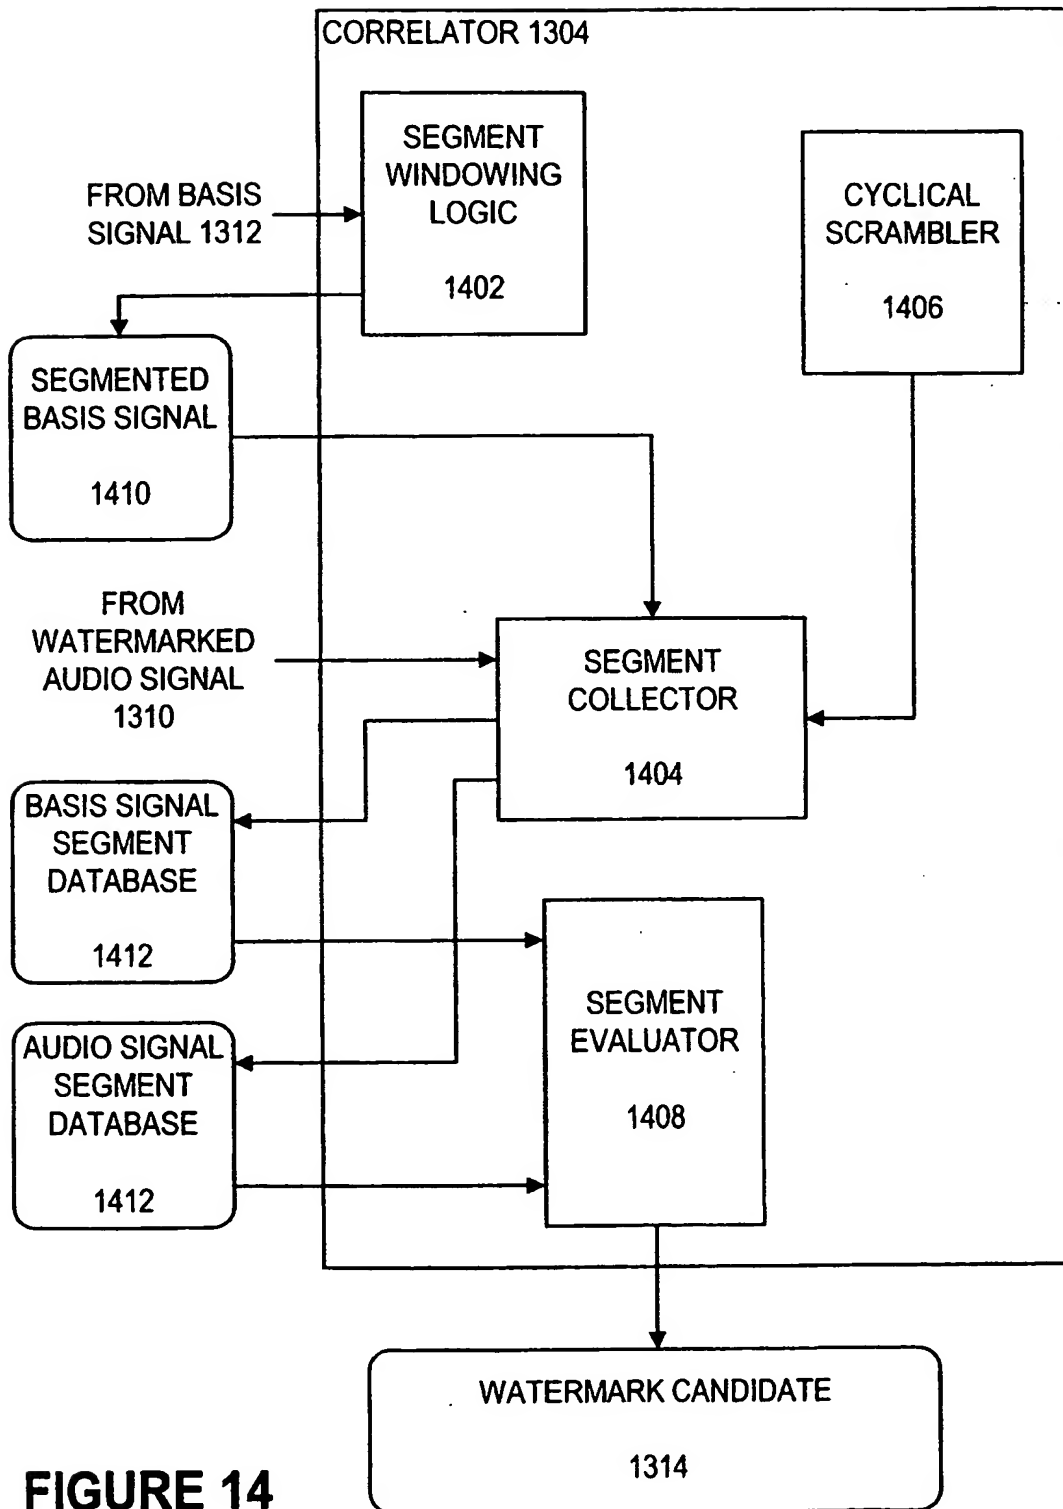 CORRELATOR 1304
SEGMENT
WINDOWING
LOGIC
1402
CYCLICAL
SCRAMBLER
1406
FROM BASIS
SIGNAL 1312
SEGMENTED
BASIS SIGNAL
1410
FROM
WATERMARKED
AUDIO SIGNAL
1310
SEGMENT
COLLECTOR
1404
BASIS SIGNAL
SEGMENT
DATABASE
1412
SEGMENT
EVALUATOR
1408
AUDIO SIGNAL
SEGMENT
DATABASE
1412
WATERMARK CANDIDATE
1314
FIGURE 14